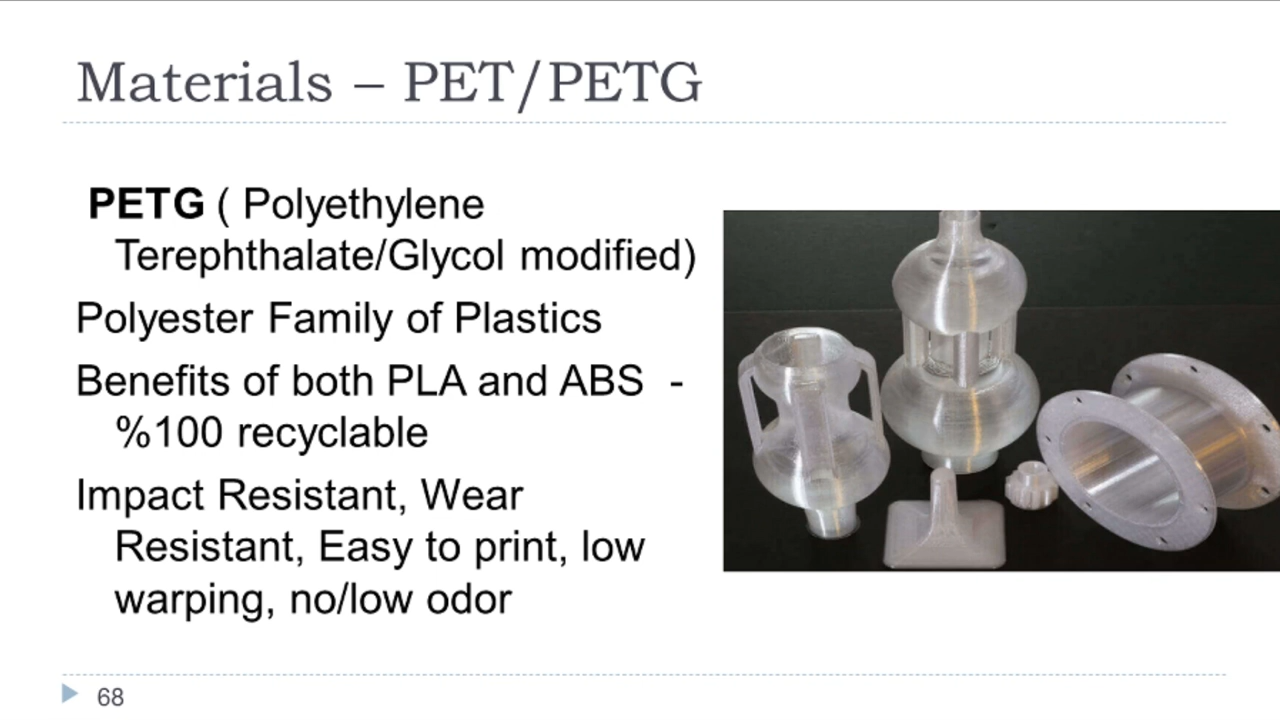 Materials – PET/PETG
PETG ( Polyethylene
Terephthalate/Glycol modified)
Polyester Family of Plastics
Benefits of both PLA and ABS -
%100 recyclable
Impact Resistant, Wear
Resistant, Easy to print, low
warping, no/low odor
68